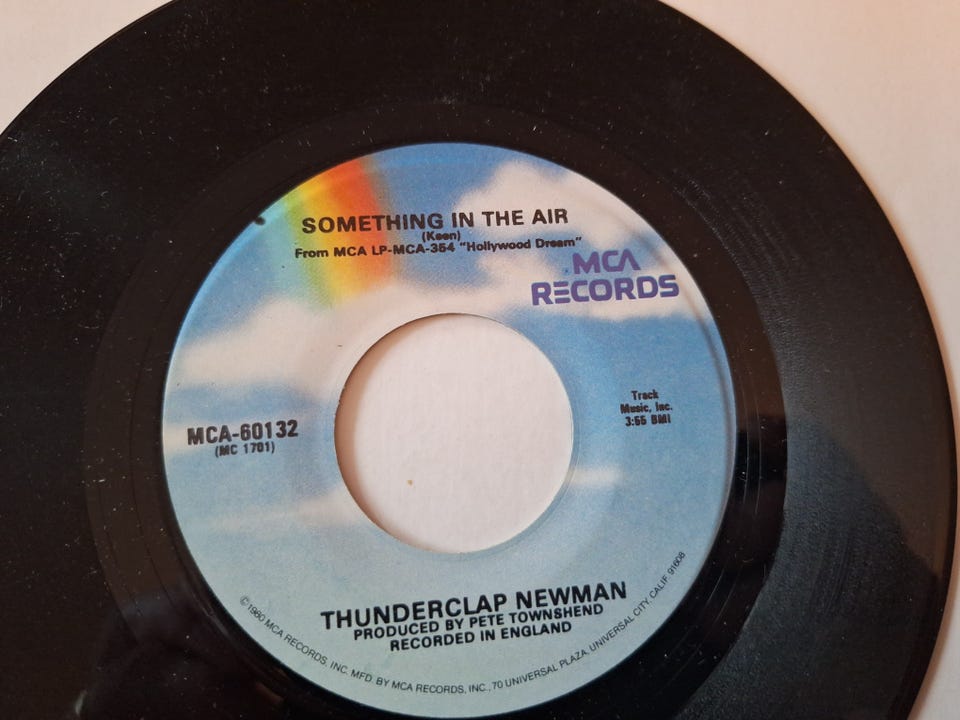 SOMETHING IN THE AIR
(Keen)
From MCA LP-MCA-354 "Hollywood Dream"
MCA
RECORDS
Track
Music, Inc.
3:55 BMI
MCA-60132
(MC 1701)
THUNDERCLAP NEWMAN
PRODUCED BY PETE TOWNSHEND
RECORDED IN ENGLAND
©1980 MCA RECORDS, INC. MFD. BY MCA RECORDS, INC., 70 UNIVERSAL PLAZA, UNIVERSAL CITY, CALIF. 91608